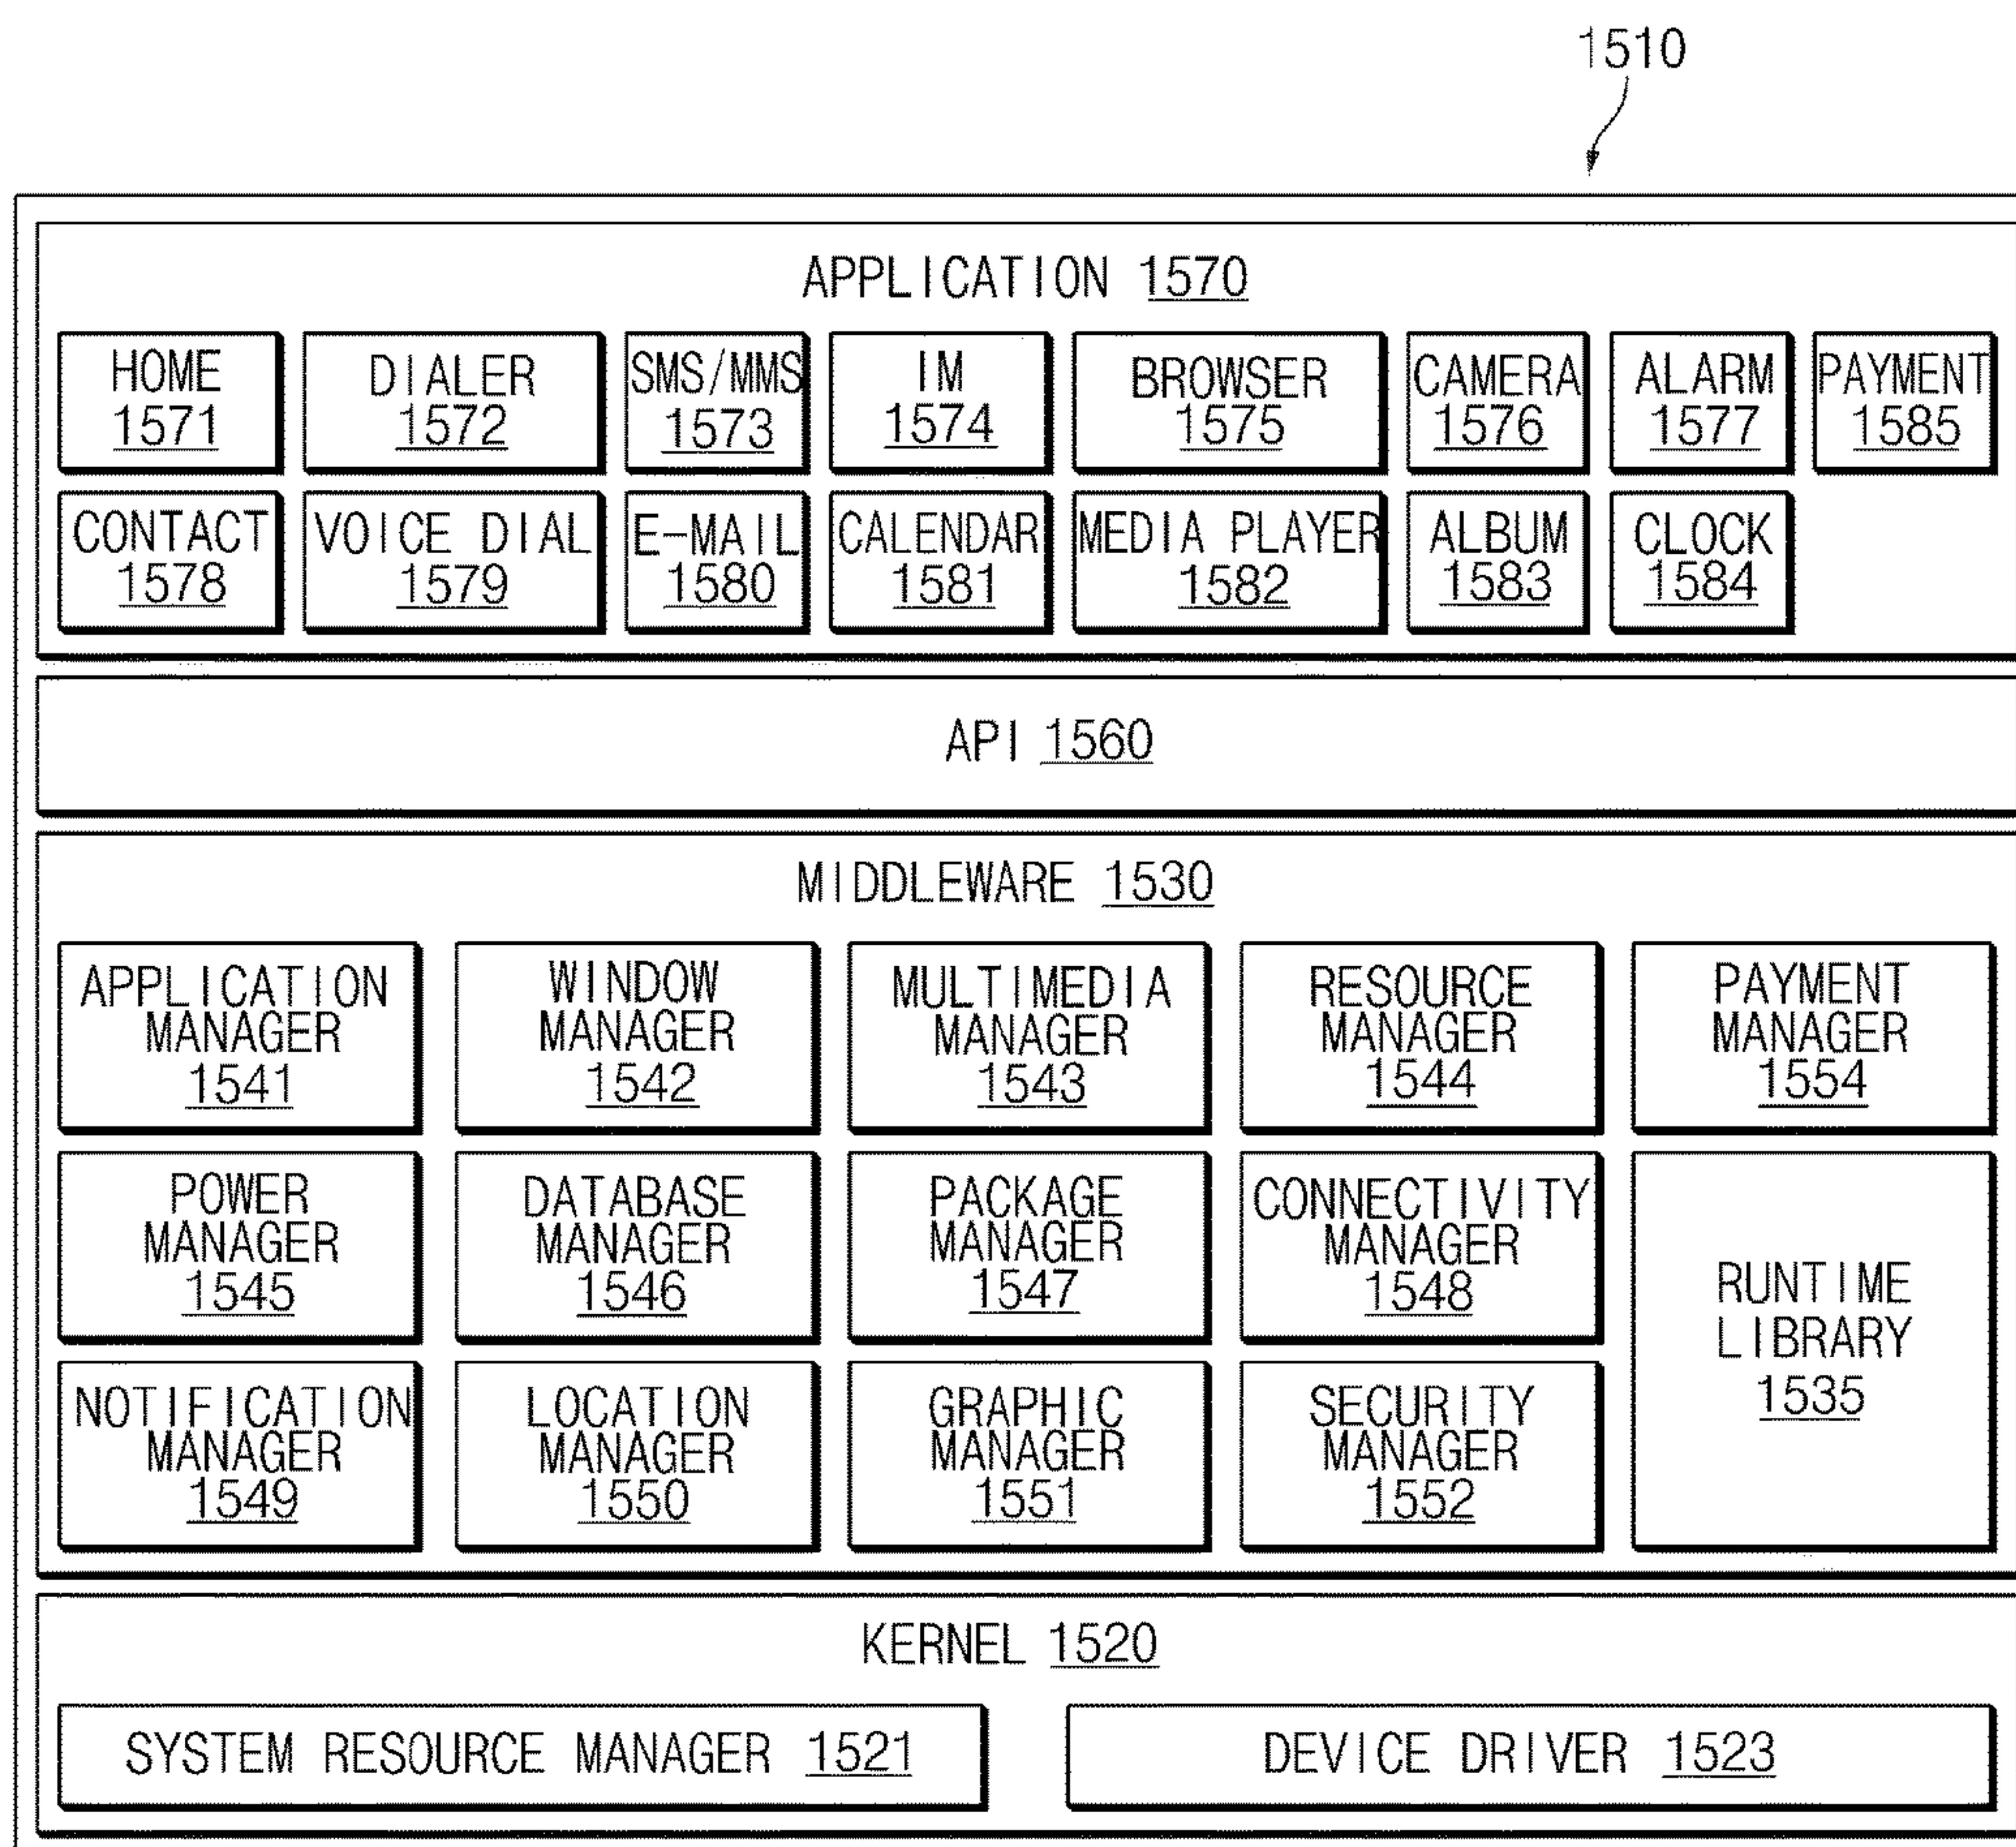 1510
APPLICATION 1570
HOME
1571
DIALER
1572
SMS/MMS
1573
IM
1574
BROWSER
1575
CAMERA
1576
ALARM
1577
PAYMENT
1585
CONTACT
1578
VOICE DIAL
1579
E-MAIL
1580
CALENDAR
1581
MEDIA PLAYER
1582
ALBUM
1583
CLOCK
1584
API 1560
MIDDLEWARE 1530
APPLICATION
MANAGER
1541
WINDOW
MANAGER
1542
MULTIMEDIA
MANAGER
1543
RESOURCE
MANAGER
1544
PAYMENT
MANAGER
1554
POWER
MANAGER
1545
DATABASE
MANAGER
1546
PACKAGE
MANAGER
1547
CONNECTIVITY
MANAGER
1548
RUNTIME
LIBRARY
1535
NOTIFICATION
MANAGER
1549
LOCATION
MANAGER
1550
GRAPHIC
MANAGER
1551
SECURITY
MANAGER
1552
KERNEL 1520
SYSTEM RESOURCE MANAGER 1521
DEVICE DRIVER 1523